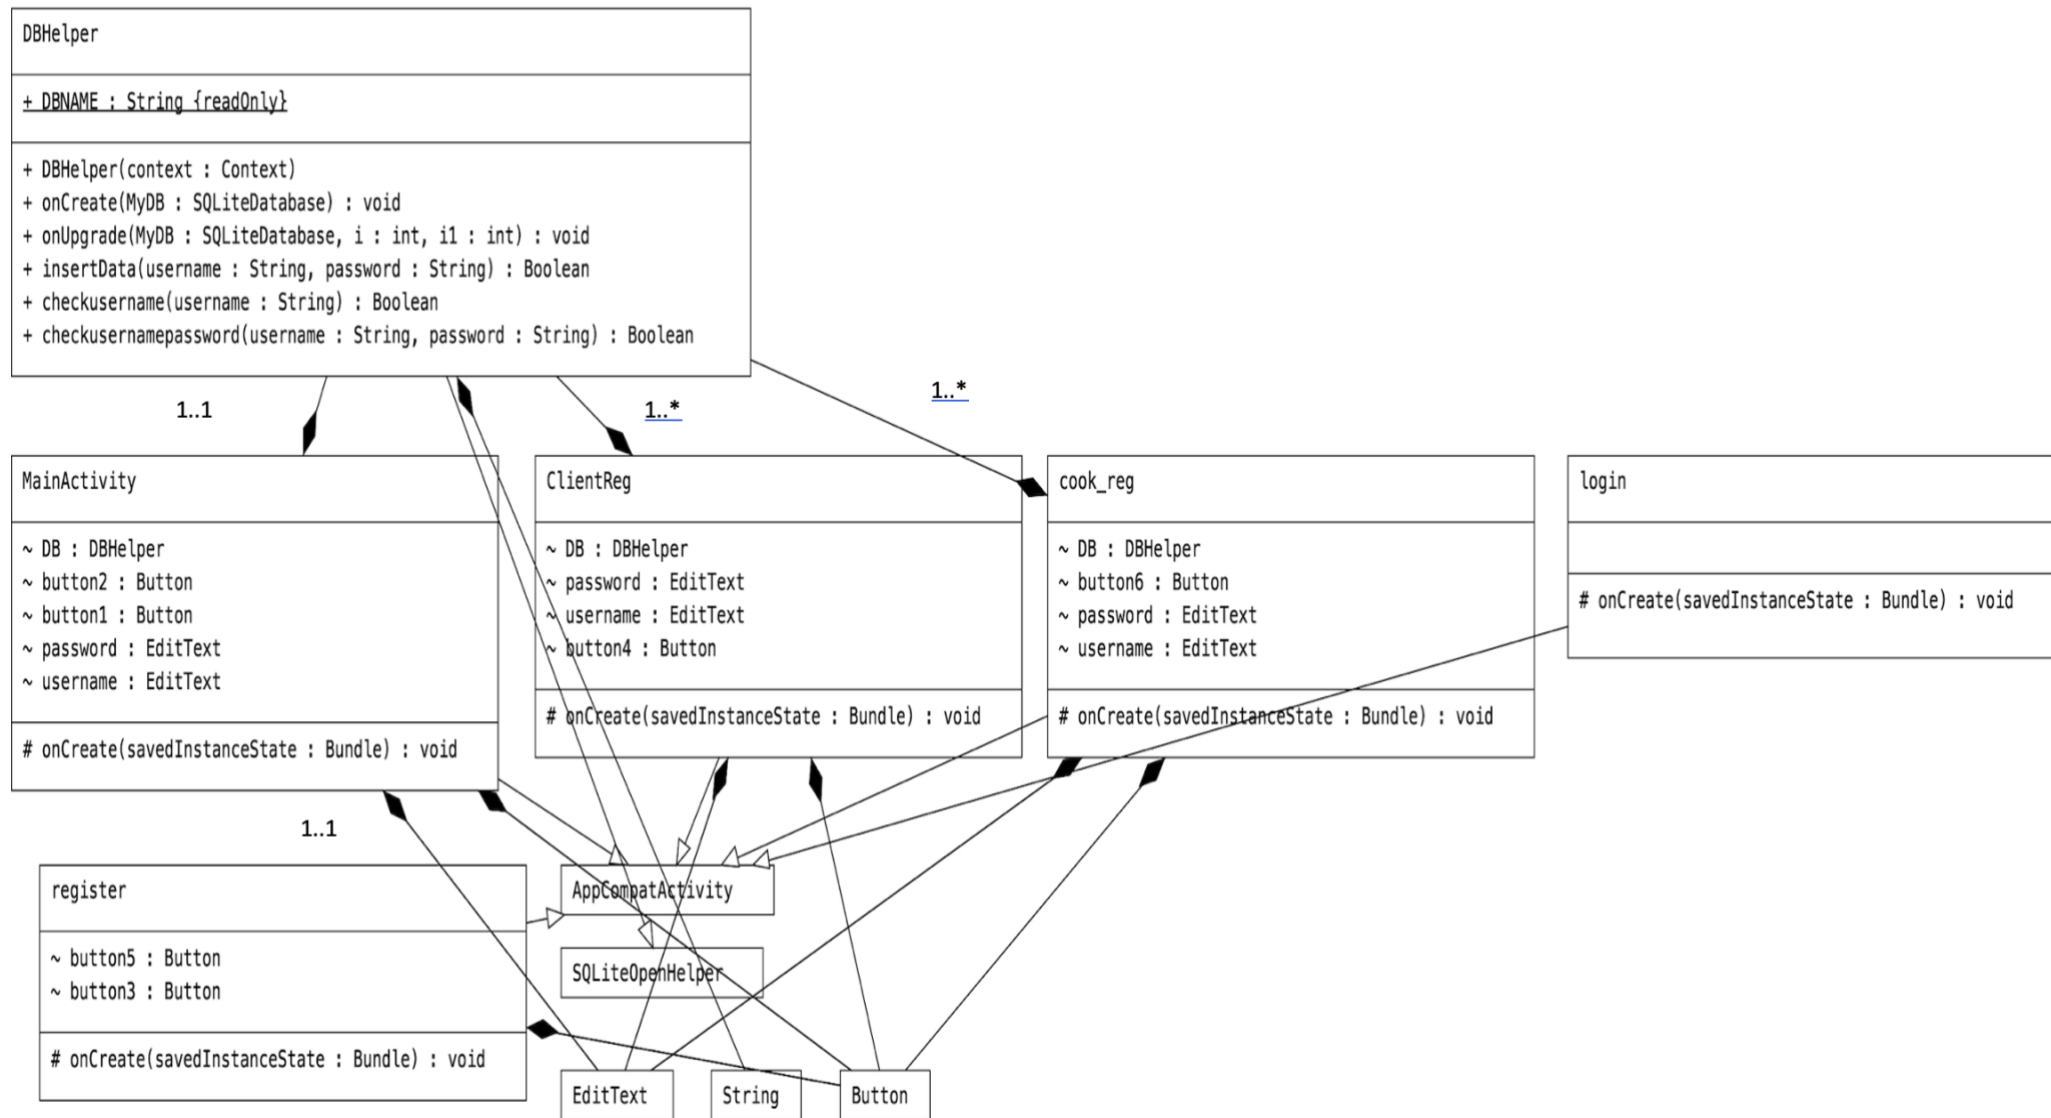 DBHelper
+ DBNAME : String {readOnly}
+ DBHelper(context : Context)
+ onCreate(MyDB : SQLiteDatabase) : void
+ onUpgrade(MyDB : SQLiteDatabase, i : int, i1 : int) : void
+ insertData(username : String, password : String) : Boolean
+ checkusername(username : String) : Boolean
+ checkusernamepassword(username : String, password : String) : Boolean
1..1
1..*
1..*
MainActivity
~ DB : DBHelper
~ button2 : Button
~ button1 : Button
~ password : EditText
~ username : EditText
# onCreate(savedInstanceState : Bundle) : void
ClientReg
~ DB : DBHelper
~ password : EditText
~ username : EditText
~ button4 : Button
# onCreate(savedInstanceState : Bundle) : void
cook_reg
~ DB : DBHelper
~ button6 : Button
~ password : EditText
~ username : EditText
# onCreate(savedInstanceState : Bundle) : void
login
# onCreate(savedInstanceState : Bundle) : void
1..1
register
~ button5 : Button
~ button3 : Button
# onCreate(savedInstanceState : Bundle) : void
AppCompatActivity
SQLiteOpenHelper
EditText
String
Button